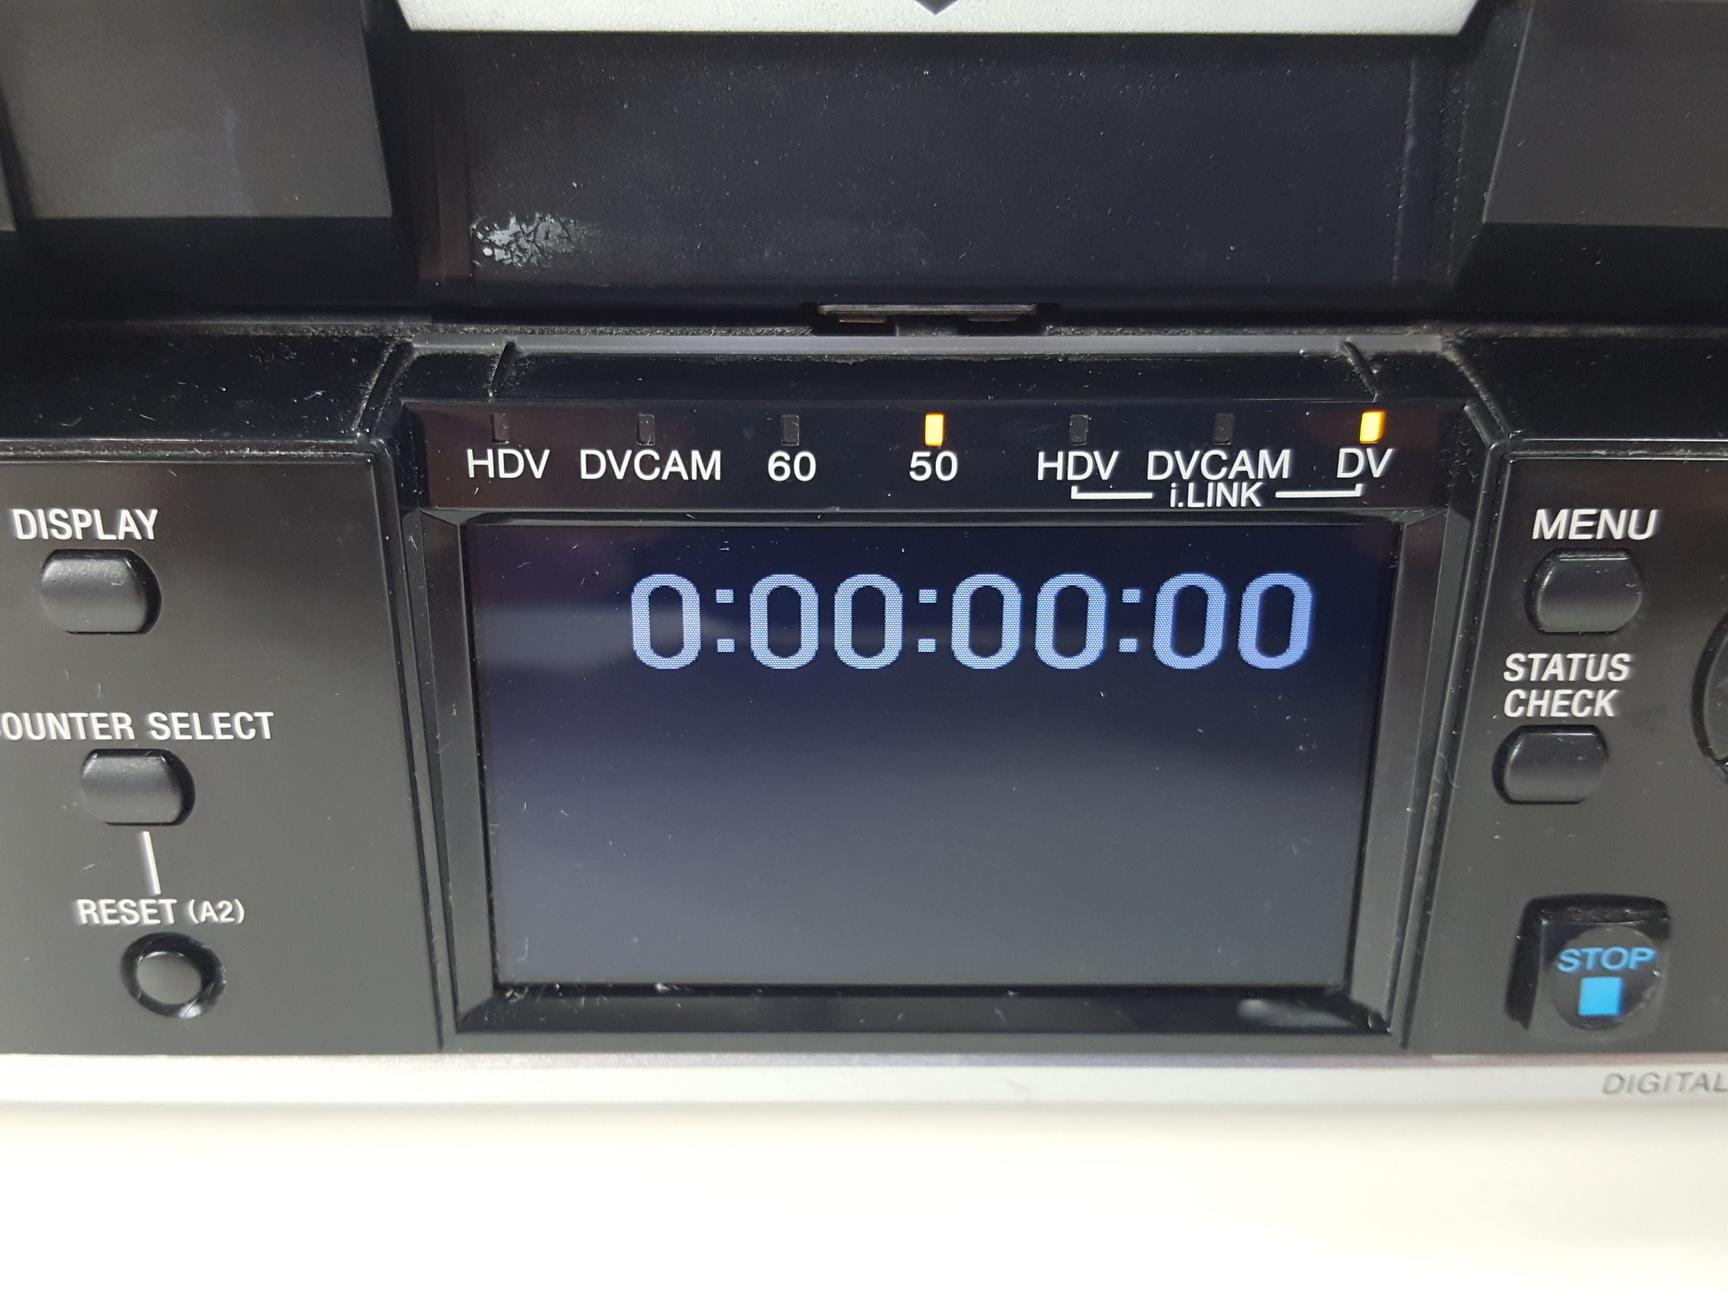 HDV DVCAM 60 50 HDV DVCAM DV
i.LINK
DISPLAY
MENU
0:00:00:00
STATUS
CHECK
COUNTER SELECT
RESET (A2)
STOP
DIGITAL